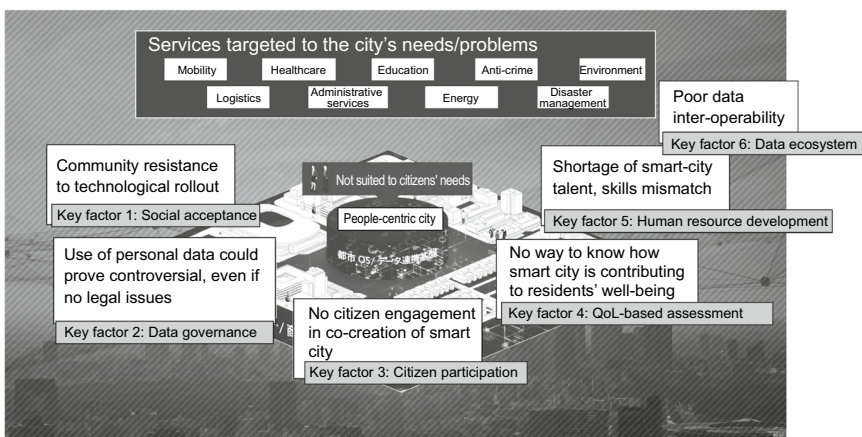 Services targeted to the city's needs/problems
Mobility
Healthcare
Education
Anti-crime
Environment
Logistics
Administrative
services
Energy
Disaster
management
Poor data
inter-operability
Key factor 6: Data ecosystem
Community resistance
to technological rollout
Key factor 1: Social acceptance
Not suited to citizens' needs
People-centric city
Shortage of smart-city
talent, skills mismatch
Key factor 5: Human resource development
Use of personal data could
prove controversial, even if
no legal issues
Key factor 2: Data governance
都市 OS/データ連携基盤
No way to know how
smart city is contributing
to residents' well-being
Key factor 4: QoL-based assessment
No citizen engagement
in co-creation of smart
city
Key factor 3: Citizen participation